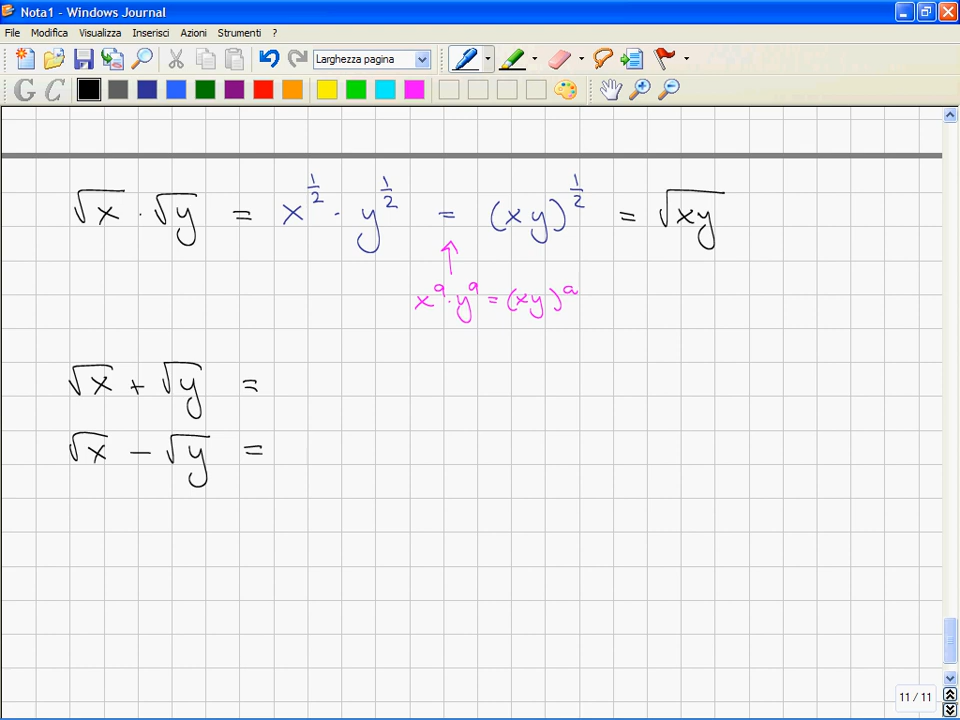 Nota1 - Windows Journal
File Modifica Visualizza Inserisci Azioni Strumenti ?
Larghezza pagina
G C
√x · √y = x^(1/2) · y^(1/2) = (xy)^(1/2) = √xy
x^a · y^a = (xy)^a
√x + √y =
√x − √y =
11 / 11